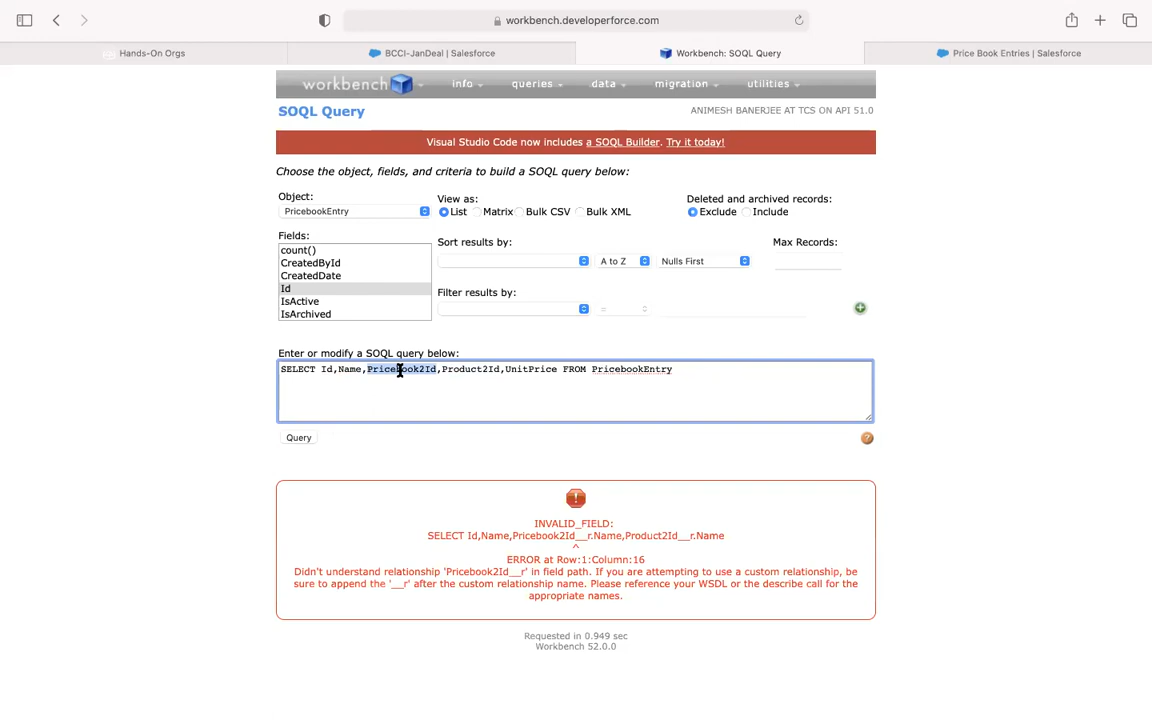 workbench.developerforce.com
Hands-On Orgs
BCCI-JanDeal | Salesforce
Workbench: SOQL Query
Price Book Entries | Salesforce
workbench
info
queries
data
migration
utilities
SOQL Query
ANIMESH BANERJEE AT TCS ON API 51.0
Visual Studio Code now includes a SOQL Builder. Try it today!
Choose the object, fields, and criteria to build a SOQL query below:
Object:
View as:
Deleted and archived records:
PricebookEntry
List
Matrix
Bulk CSV
Bulk XML
Exclude
Include
Fields:
Sort results by:
Max Records:
count()
CreatedById
CreatedDate
Id
IsActive
IsArchived
A to Z
Nulls First
Filter results by:
=
Enter or modify a SOQL query below:
SELECT Id,Name,Pricebook2Id,Product2Id,UnitPrice FROM PricebookEntry
Query
?
!
INVALID_FIELD:
SELECT Id,Name,Pricebook2Id__r.Name,Product2Id__r.Name
^
ERROR at Row:1:Column:16
Didn't understand relationship 'Pricebook2Id__r' in field path. If you are attempting to use a custom relationship, be
sure to append the '__r' after the custom relationship name. Please reference your WSDL or the describe call for the
appropriate names.
Requested in 0.949 sec
Workbench 52.0.0